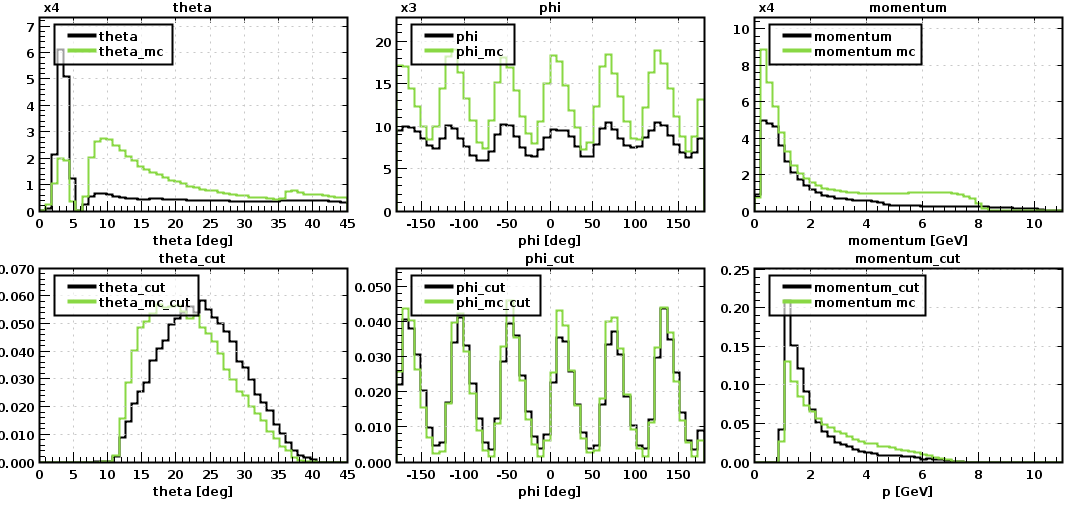 x4 theta
7
6
5
4
3
2
1
0
theta
theta_mc
0 5 10 15 20 25 30 35 40 45
theta [deg]
x3 phi
20
15
10
5
0
phi
phi_mc
-150 -100 -50 0 50 100 150
phi [deg]
x4 momentum
10
8
6
4
2
0
momentum
momentum mc
0 2 4 6 8 10
momentum [GeV]
theta_cut
0.070
0.060
0.050
0.040
0.030
0.020
0.010
0.000
theta_cut
theta_mc_cut
0 5 10 15 20 25 30 35 40 45
theta [deg]
phi_cut
0.050
0.040
0.030
0.020
0.010
0.000
phi_cut
phi_mc_cut
-150 -100 -50 0 50 100 150
phi [deg]
momentum_cut
0.25
0.20
0.15
0.10
0.05
0.00
momentum_cut
momentum mc
0 2 4 6 8 10
p [GeV]